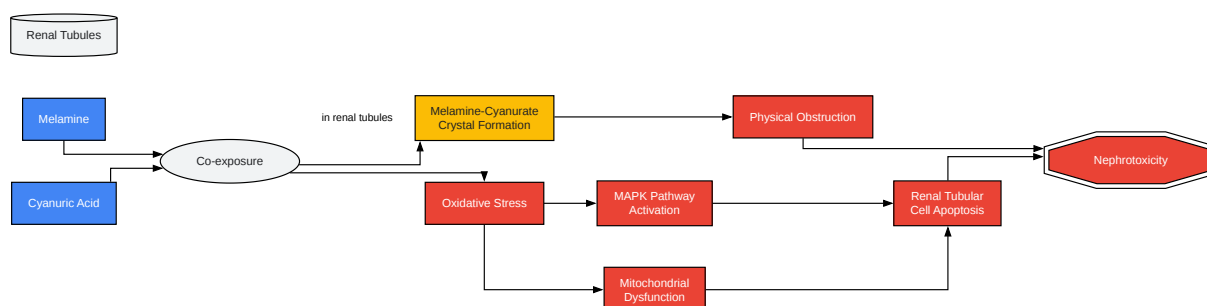 Renal Tubules
Melamine
in renal tubules
Melamine-Cyanurate
Crystal Formation
Physical Obstruction
Co-exposure
Nephrotoxicity
Cyanuric Acid
Oxidative Stress
MAPK Pathway
Activation
Renal Tubular
Cell Apoptosis
Mitochondrial
Dysfunction